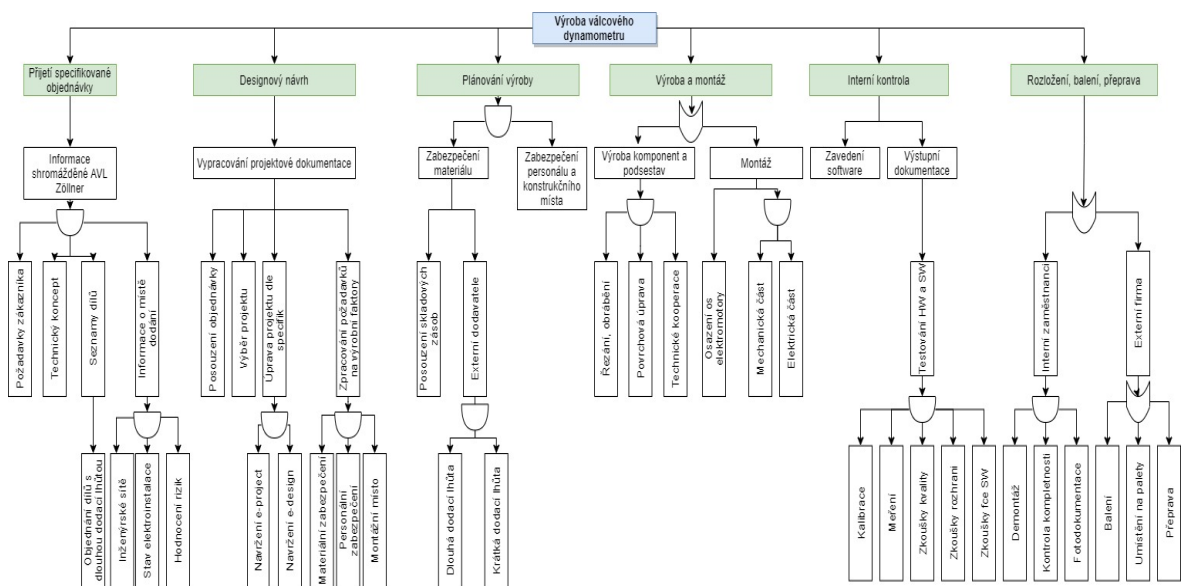 Výroba válcového
dynamometru
Přijetí specifikované
objednávky
Designový návrh
Plánování výroby
Výroba a montáž
Interní kontrola
Rozložení, balení, přeprava
Informace
shromážděné AVL
Zöllner
Vypracování projektové dokumentace
Zabezpečení
materiálu
Zabezpečení
personálu a
konstrukčního
místa
Výroba komponent a
podsestav
Montáž
Zavedení
software
Výstupní
dokumentace
Požadavky zákazníka
Technický koncept
Seznamy dílů
Informace o místě
dodání
Posouzení objednávky
Výběr projektu
Úprava projektu dle
specifik
Zpracování požadavků
na výrobní faktory
Posouzení skladových
zásob
Externí dodavatele
Řezání, obrábění
Povrchová úprava
Technické kooperace
Osazení os
elektromotory
Mechanická část
Elektrická část
Testování HW a SW
Interní zaměstnanci
Externí firma
Objednání dílů s
dlouhou dodací lhůtou
Inženýrské sítě
Stav elektroinstalace
Hodnocení rizik
Navržení e-project
Navržení e-design
Materiální zabezpečení
Personální
zabezpečení
Montážní místo
Dlouhá dodací lhůta
Krátká dodací lhůta
Kalibrace
Meření
Zkoušky kvality
Zkoušky rozhraní
Zkoušky fce SW
Demontáž
Kontrola kompletnosti
Fotodokumentace
Balení
Umistění na palety
Přeprava